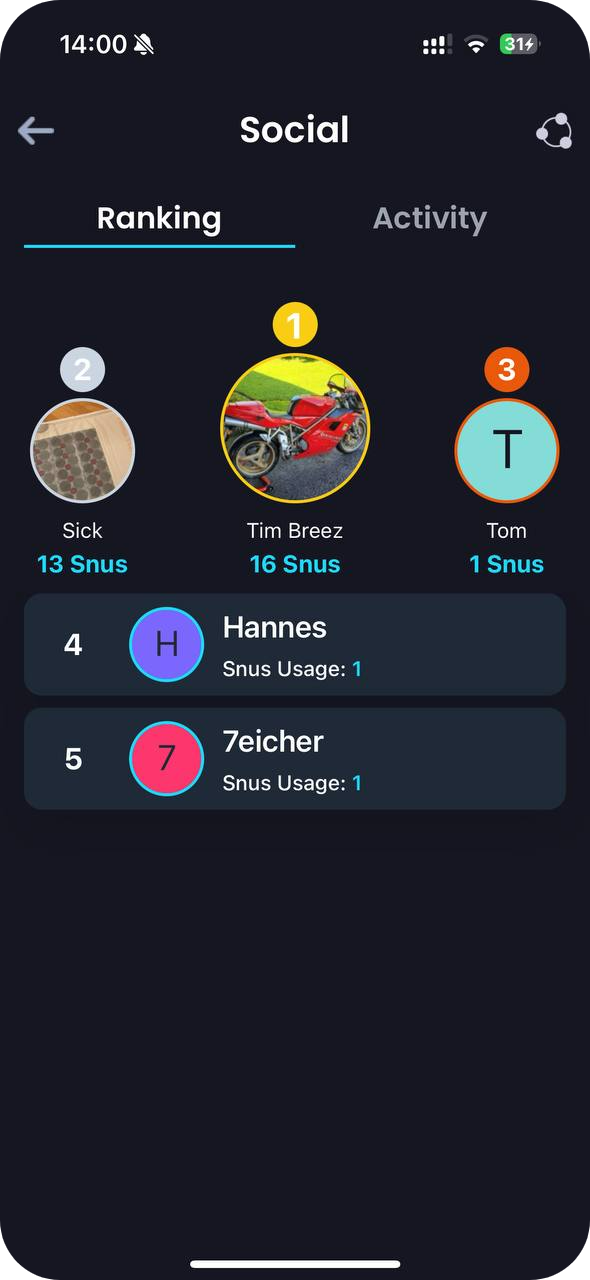 14:00 31
Social
Ranking Activity
1
2 3
T
Sick Tim Breez Tom
13 Snus 16 Snus 1 Snus
4 H Hannes
Snus Usage: 1
5 7 7eicher
Snus Usage: 1